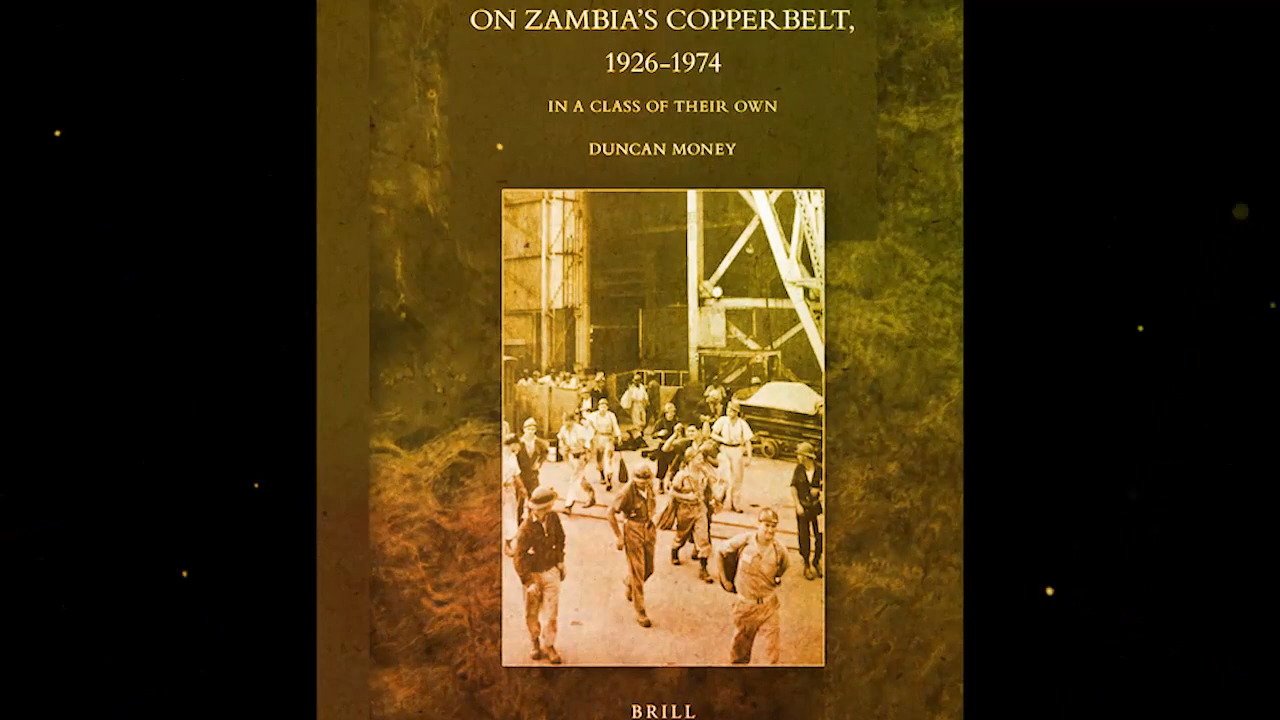 ON ZAMBIA'S COPPERBELT,
1926–1974
IN A CLASS OF THEIR OWN
DUNCAN MONEY
BRILL